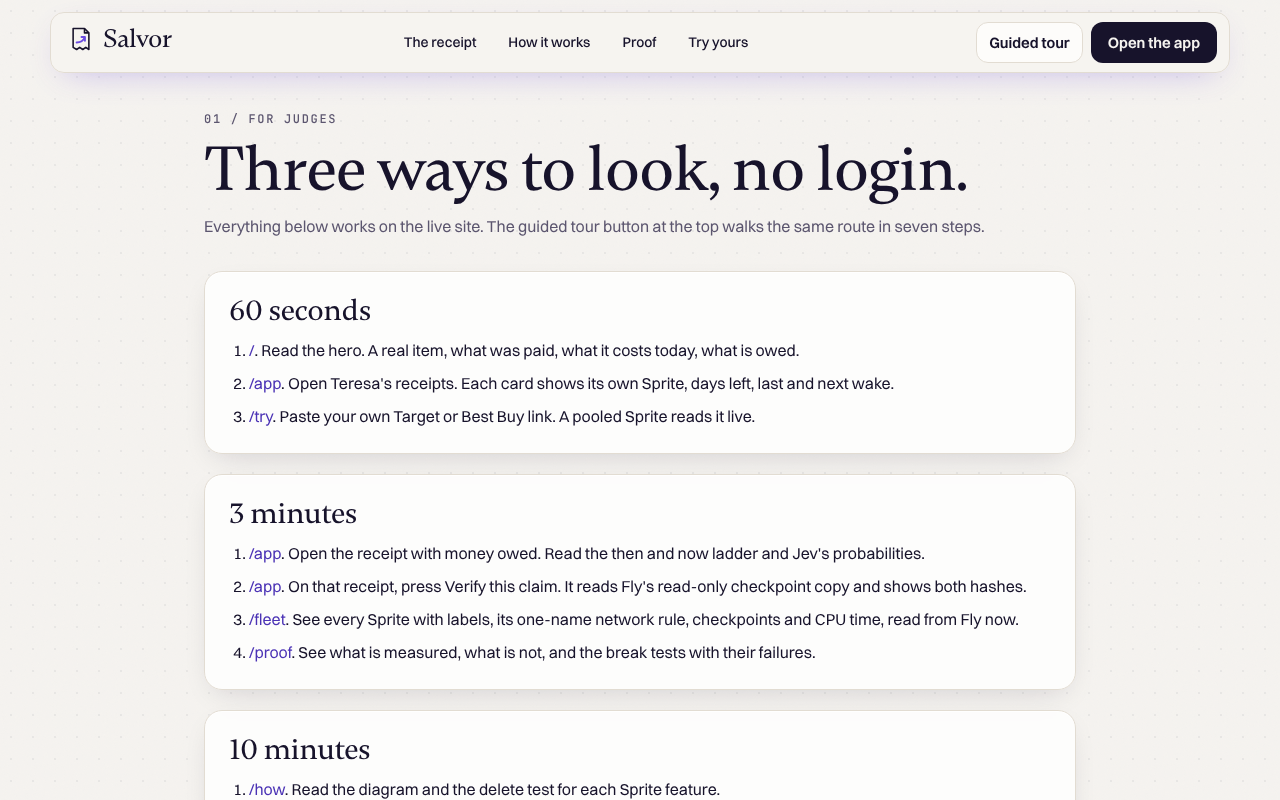 Salvor
The receipt
How it works
Proof
Try yours
Guided tour
Open the app
01 / FOR JUDGES
Three ways to look, no login.
Everything below works on the live site. The guided tour button at the top walks the same route in seven steps.
60 seconds
1. /. Read the hero. A real item, what was paid, what it costs today, what is owed.
2. /app. Open Teresa's receipts. Each card shows its own Sprite, days left, last and next wake.
3. /try. Paste your own Target or Best Buy link. A pooled Sprite reads it live.
3 minutes
1. /app. Open the receipt with money owed. Read the then and now ladder and Jev's probabilities.
2. /app. On that receipt, press Verify this claim. It reads Fly's read-only checkpoint copy and shows both hashes.
3. /fleet. See every Sprite with labels, its one-name network rule, checkpoints and CPU time, read from Fly now.
4. /proof. See what is measured, what is not, and the break tests with their failures.
10 minutes
1. /how. Read the diagram and the delete test for each Sprite feature.